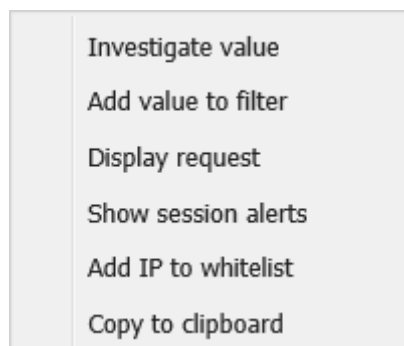 Investigate value
Add value to filter
Display request
Show session alerts
Add IP to whitelist
Copy to clipboard